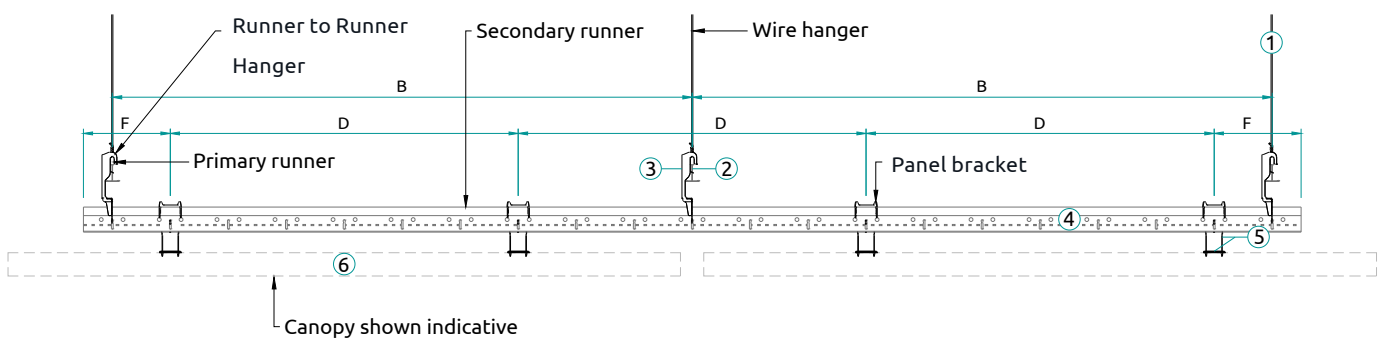 Runner to Runner
Hanger
Secondary runner
Wire hanger
1
B
B
F
D
D
D
F
Primary runner
3
2
Panel bracket
4
5
6
Canopy shown indicative